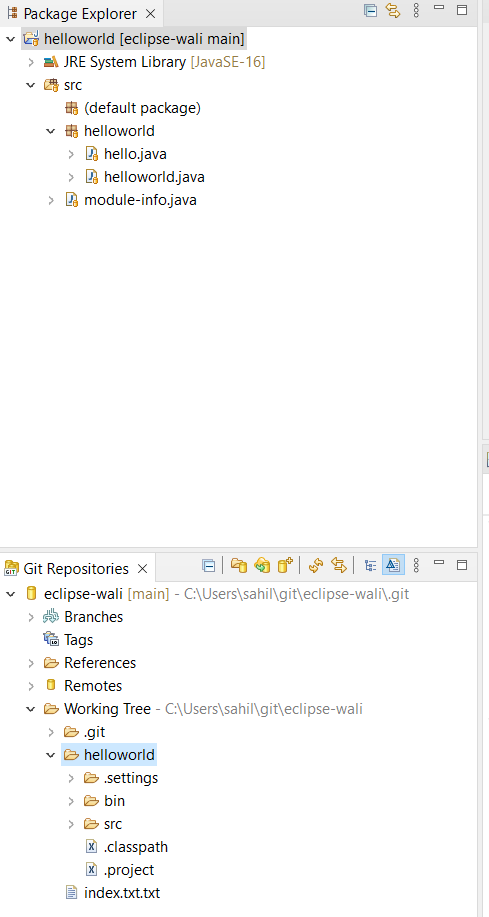 Package Explorer
helloworld [eclipse-wali main]
JRE System Library [JavaSE-16]
src
(default package)
helloworld
hello.java
helloworld.java
module-info.java
Git Repositories
eclipse-wali [main] - C:\Users\sahil\git\eclipse-wali\.git
Branches
Tags
References
Remotes
Working Tree - C:\Users\sahil\git\eclipse-wali
.git
helloworld
.settings
bin
src
.classpath
.project
index.txt.txt